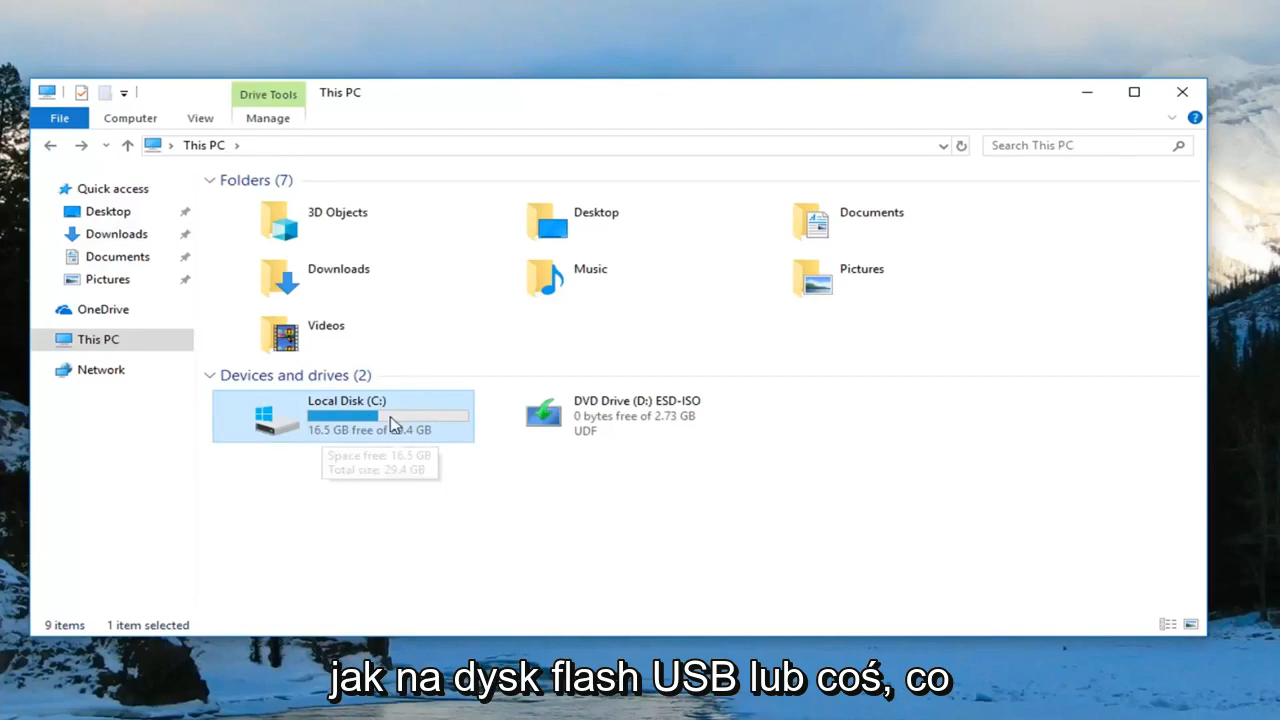 Drive Tools
This PC
File
Computer
View
Manage
This PC
Search This PC
Quick access
Desktop
Downloads
Documents
Pictures
OneDrive
This PC
Network
Folders (7)
3D Objects
Desktop
Documents
Downloads
Music
Pictures
Videos
Devices and drives (2)
Local Disk (C:)
16.5 GB free of 29.4 GB
DVD Drive (D:) ESD-ISO
0 bytes free of 2.73 GB
UDF
Space free: 16.5 GB
Total size: 29.4 GB
9 items
1 item selected
jak na dysk flash USB lub coś, co